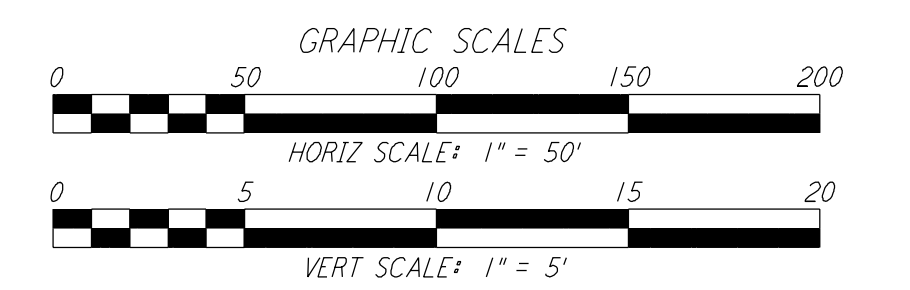 GRAPHIC SCALES
0 50 100 150 200
HORIZ SCALE: 1" = 50'
0 5 10 15 20
VERT SCALE: 1" = 5'